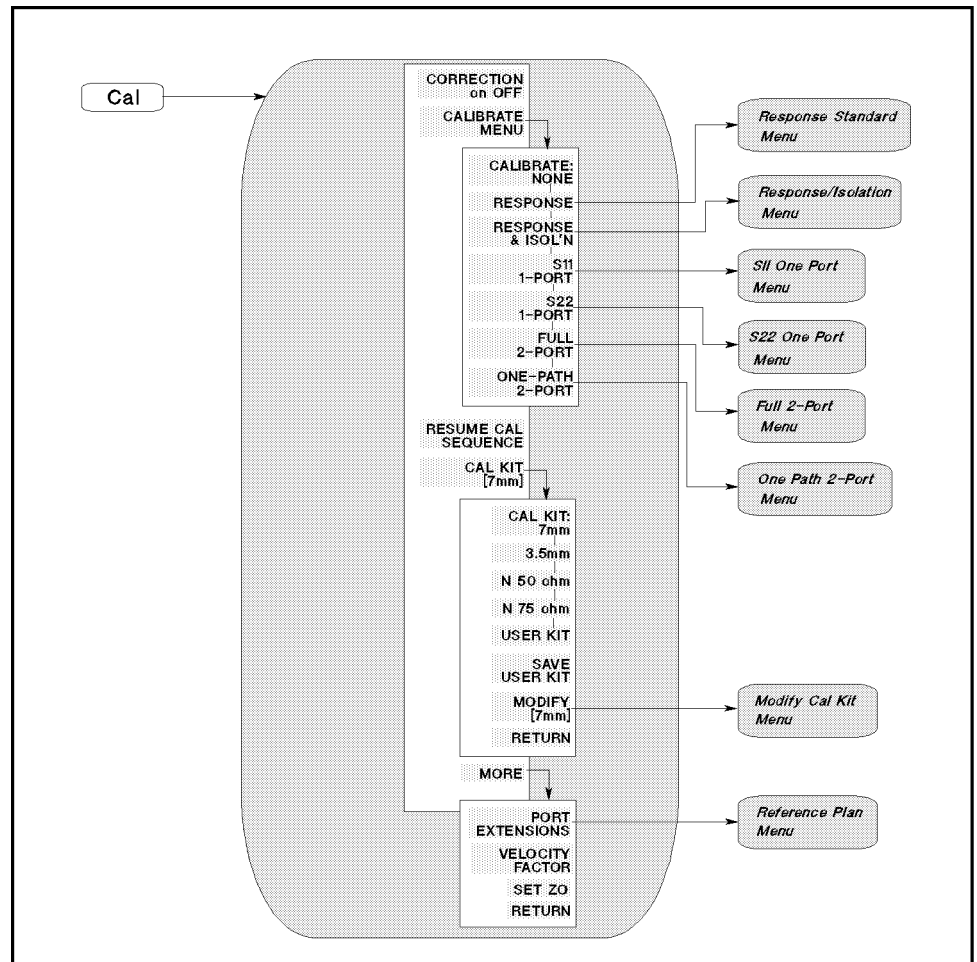 Cal
CORRECTION
on OFF
CALIBRATE
MENU
CALIBRATE:
NONE
RESPONSE
RESPONSE
& ISOL'N
S11
1-PORT
S22
1-PORT
FULL
2-PORT
ONE-PATH
2-PORT
Response Standard
Menu
Response/Isolation
Menu
S11 One Port
Menu
S22 One Port
Menu
Full 2-Port
Menu
One Path 2-Port
Menu
RESUME CAL
SEQUENCE
CAL KIT
[7mm]
CAL KIT:
7mm
3.5mm
N 50 ohm
N 75 ohm
USER KIT
SAVE
USER KIT
MODIFY
[7mm]
RETURN
Modify Cal Kit
Menu
MORE
PORT
EXTENSIONS
VELOCITY
FACTOR
SET ZO
RETURN
Reference Plan
Menu